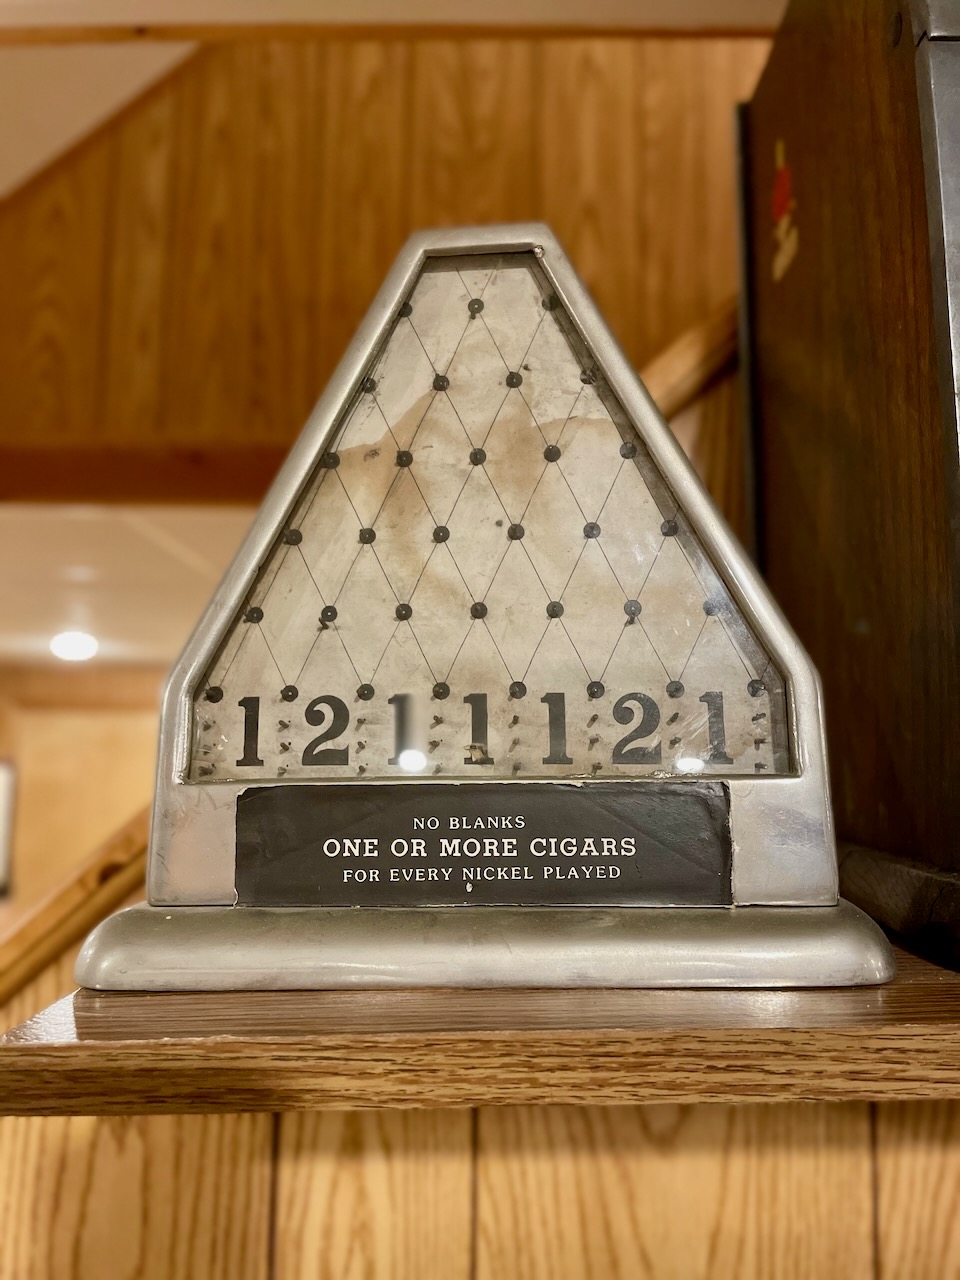 1 2 1 1 1 2 1
NO BLANKS
ONE OR MORE CIGARS
FOR EVERY NICKEL PLAYED